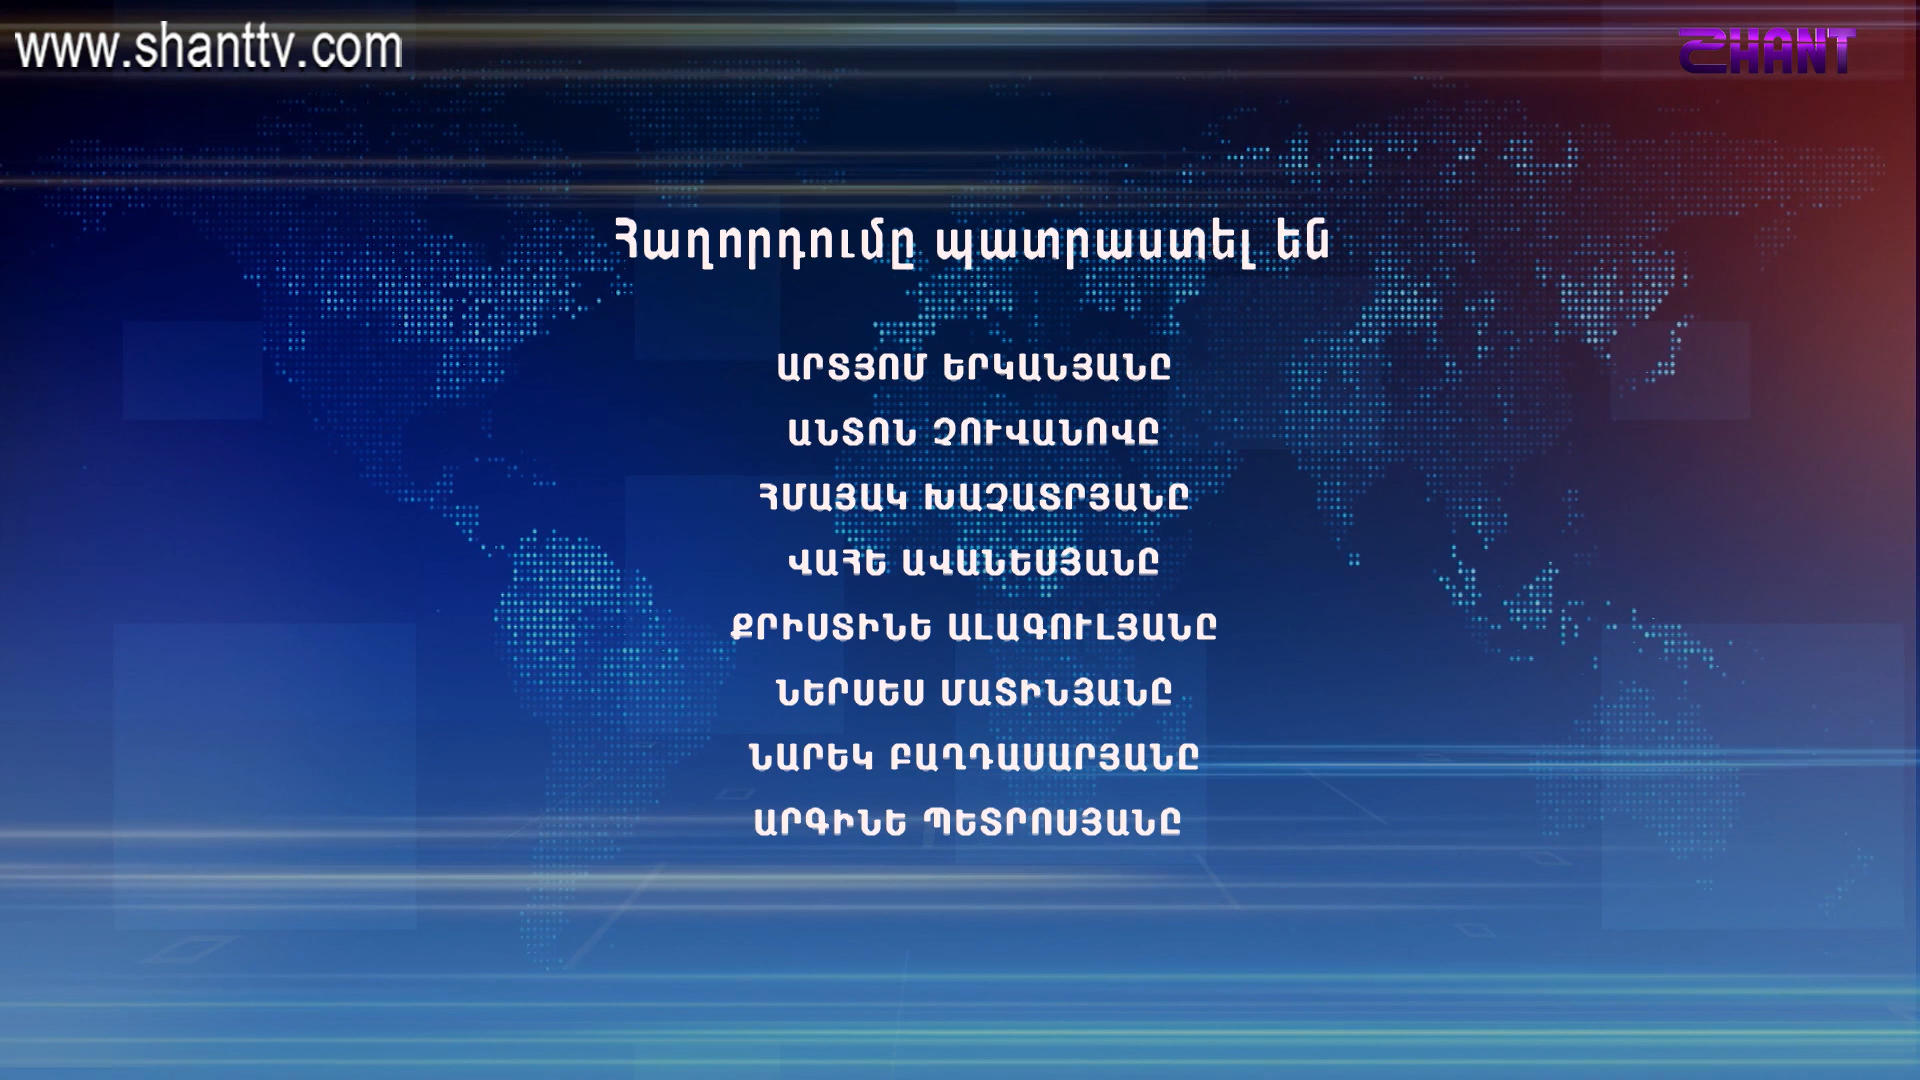 www.shanttv.com
SHANT
Հաղորդումը պատրաստել են
ԱՐՏՅՈՄ ԵՐԿԱՆՅԱՆԸ
ԱՆՏՈՆ ՉՈՒՎԱՆՈՎԸ
ՀՄԱՅԱԿ ԽԱՉԱՏՐՅԱՆԸ
ՎԱՀԵ ԱՎԱՆԵՍՅԱՆԸ
ՔՐԻՍՏԻՆԵ ԱԼԱԳՈՒԼՅԱՆԸ
ՆԵՐՍԵՍ ՄԱՏԻՆՅԱՆԸ
ՆԱՐԵԿ ԲԱՂԴԱՍԱՐՅԱՆԸ
ԱՐԳԻՆԵ ՊԵՏՐՈՍՅԱՆԸ